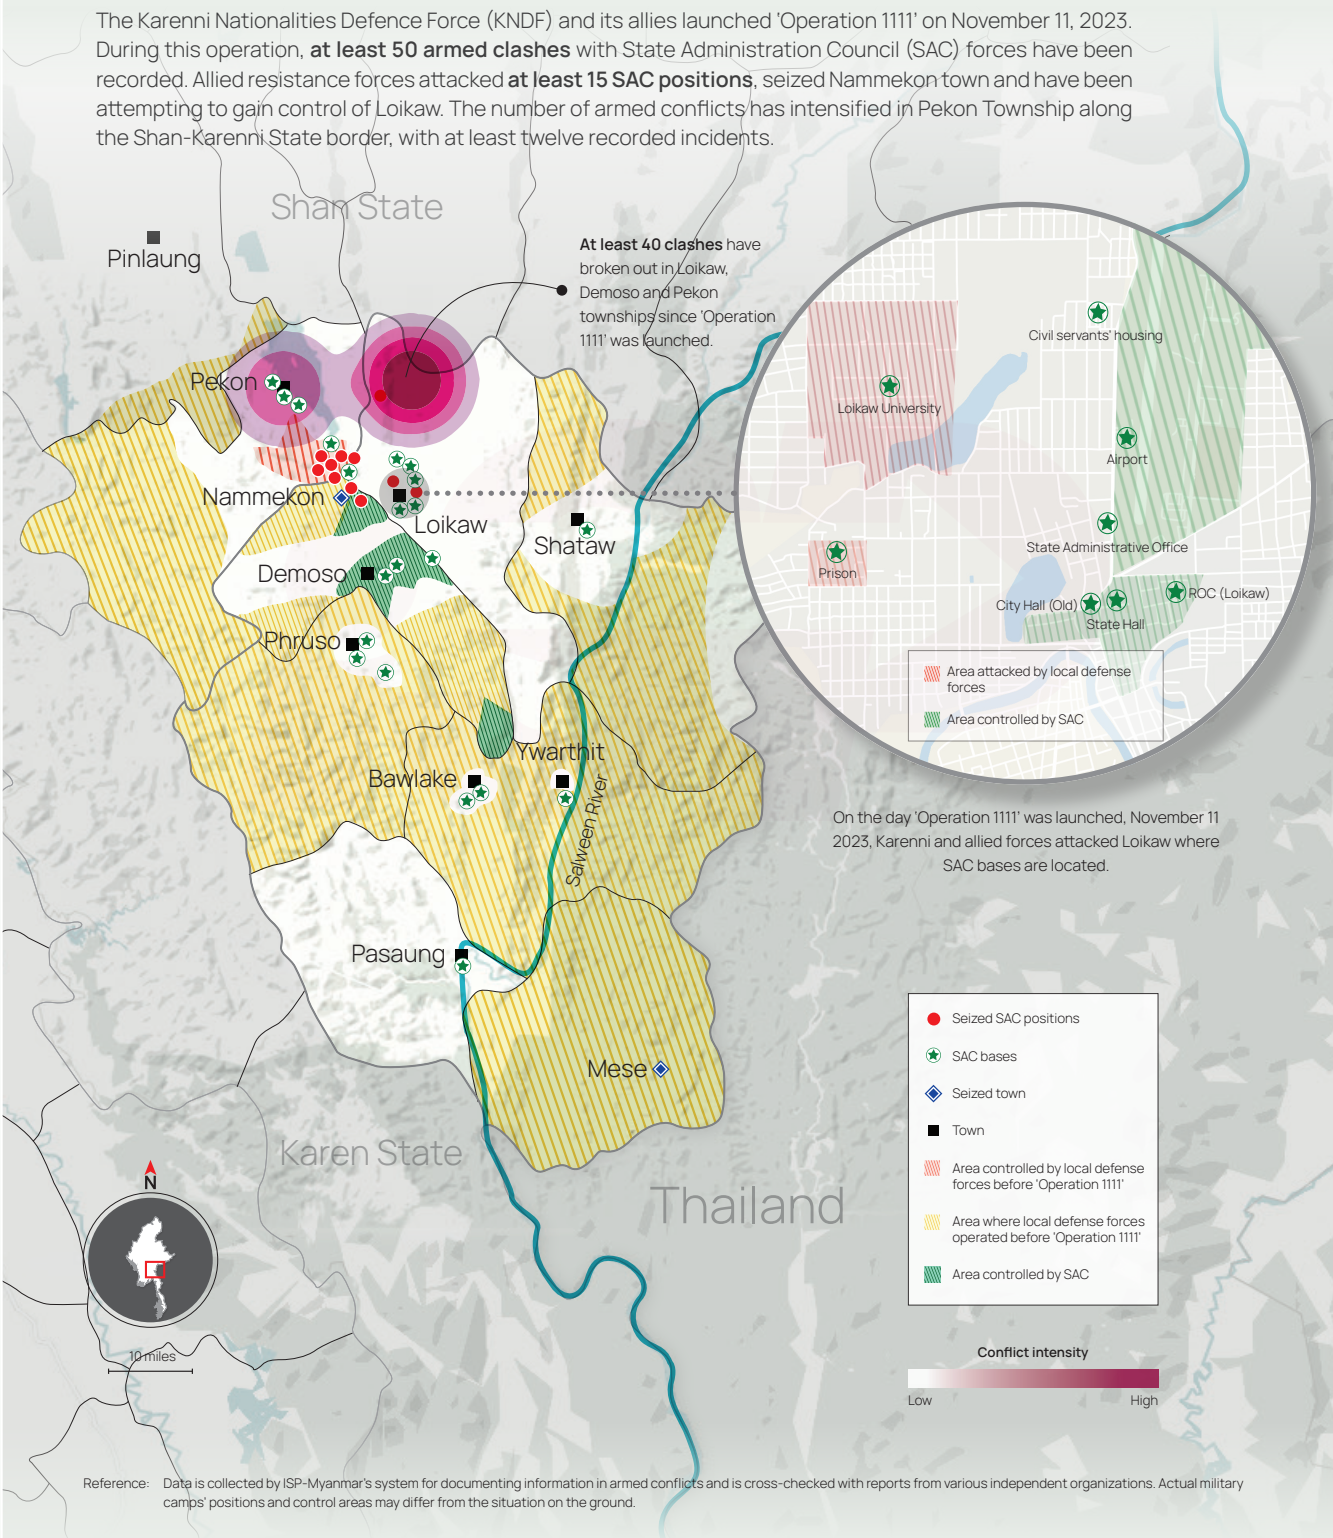 The Karenni Nationalities Defence Force (KNDF) and its allies launched ‘Operation 1111’ on November 11, 2023.
During this operation, at least 50 armed clashes with State Administration Council (SAC) forces have been
recorded. Allied resistance forces attacked at least 15 SAC positions, seized Nammekon town and have been
attempting to gain control of Loikaw. The number of armed conflicts has intensified in Pekon Township along
the Shan-Karenni State border, with at least twelve recorded incidents.
Shan State
Pinlaung
At least 40 clashes have
broken out in Loikaw,
Demoso and Pekon
townships since ‘Operation
1111’ was launched.
Civil servants' housing
Loikaw University
Airport
State Administrative Office
Prison
City Hall (Old)
ROC (Loikaw)
State Hall
Area attacked by local defense
forces
Area controlled by SAC
Pekon
Nammekon
Loikaw
Shataw
Demoso
Phruso
Ywarthit
Bawlake
Salween River
On the day ‘Operation 1111’ was launched, November 11
2023, Karenni and allied forces attacked Loikaw where
SAC bases are located.
Pasaung
Mese
Karen State
Thailand
N
10 miles
Seized SAC positions
SAC bases
Seized town
Town
Area controlled by local defense
forces before ‘Operation 1111’
Area where local defense forces
operated before ‘Operation 1111’
Area controlled by SAC
Conflict intensity
Low High
Reference: Data is collected by ISP-Myanmar's system for documenting information in armed conflicts and is cross-checked with reports from various independent organizations. Actual military
camps' positions and control areas may differ from the situation on the ground.